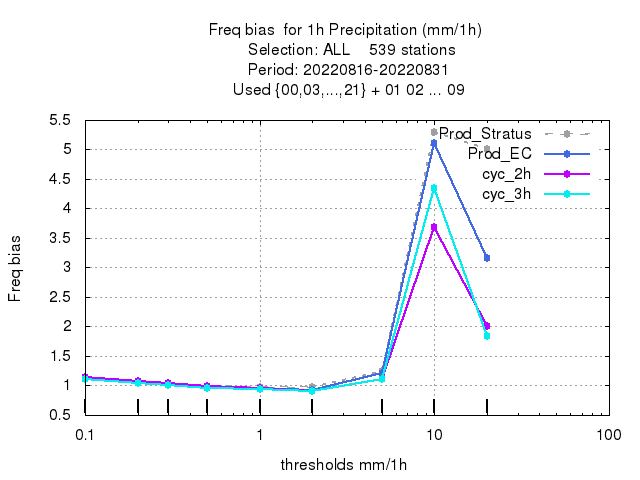 Freq bias  for 1h Precipitation (mm/1h)
Selection: ALL    539 stations
Period: 20220816-20220831
Used {00,03,...,21} + 01 02 ... 09
5.5
5
4.5
4
3.5
3
2.5
2
1.5
1
0.5
Freq bias
Prod_Stratus
Prod_EC
cyc_2h
cyc_3h
0.1 1 10 100
thresholds mm/1h